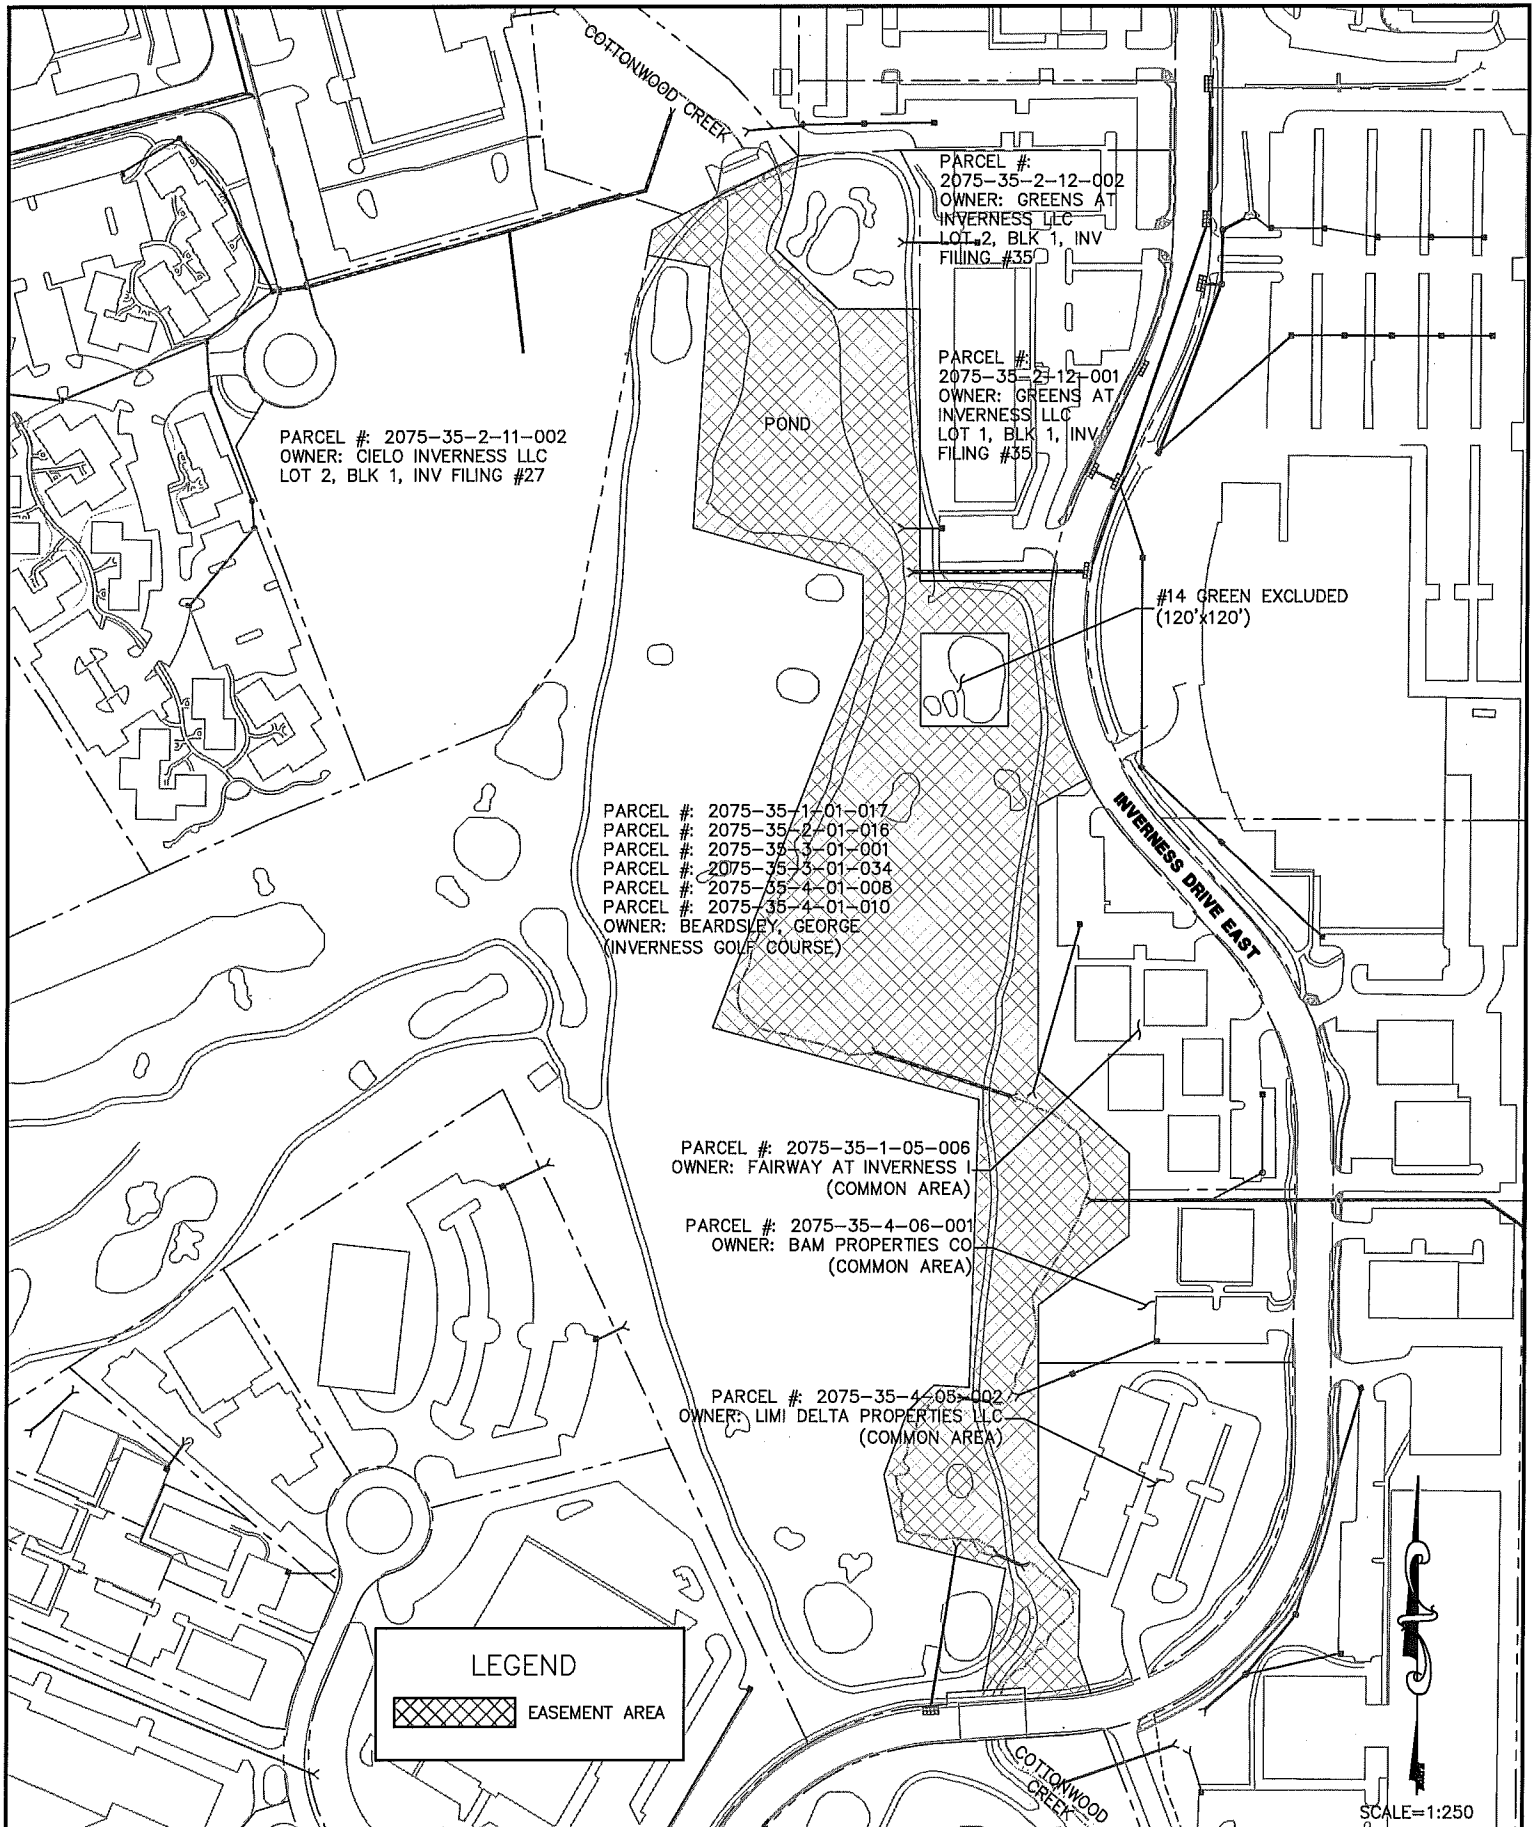 COTTONWOOD CREEK
PARCEL #:
2075-35-2-12-002
OWNER: GREENS AT
INVERNESS LLC
LOT 2, BLK 1, INV
FILING #35
PARCEL #:
2075-35-2-12-001
OWNER: GREENS AT
INVERNESS LLC
LOT 1, BLK 1, INV
FILING #35
POND
PARCEL #: 2075-35-2-11-002
OWNER: CIELO INVERNESS LLC
LOT 2, BLK 1, INV FILING #27
#14 GREEN EXCLUDED
(120'x120')
PARCEL #: 2075-35-1-01-017
PARCEL #: 2075-35-2-01-016
PARCEL #: 2075-35-3-01-001
PARCEL #: 2075-35-3-01-034
PARCEL #: 2075-35-4-01-008
PARCEL #: 2075-35-4-01-010
OWNER: BEARDSLEY, GEORGE
(INVERNESS GOLF COURSE)
INVERNESS DRIVE EAST
PARCEL #: 2075-35-1-05-006
OWNER: FAIRWAY AT INVERNESS I
(COMMON AREA)
PARCEL #: 2075-35-4-06-001
OWNER: BAM PROPERTIES CO
(COMMON AREA)
PARCEL #: 2075-35-4-05-002
OWNER: LIMI DELTA PROPERTIES LLC
(COMMON AREA)
LEGEND
EASEMENT AREA
COTTONWOOD
CREEK
SCALE=1:250